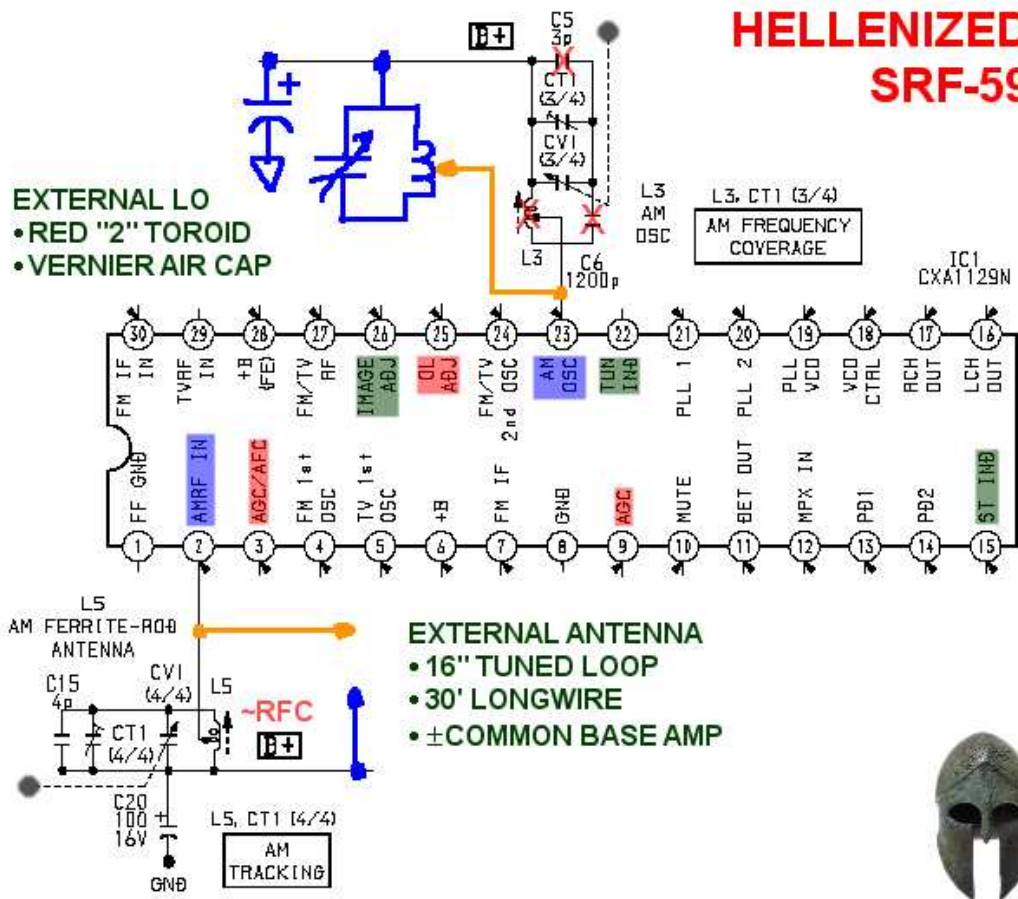 HELLENIZED
SRF-59
B+
C5
3p
CT1
(3/4)
CV1
(3/4)
+
EXTERNAL LO
• RED "2" TOROID
• VERNIER AIR CAP
L3
AM
OSC
L3, CT1 (3/4)
AM FREQUENCY
COVERAGE
L3
C6
1200p
IC1
CXA1129N
30 29 28 27 26 25 24 23 22 21 20 19 18 17 16
FM IF IN
TVRF IN
+B (FE)
FM/TV RF
IMAGE ADJ
OL ADJ
FM/TV 2nd OSC
AM OSC
TUN IND
PLL 1
PLL 2
PLL VCO
VCO CTRL
RCH OUT
LCH OUT
FF GND
AMRF IN
AGC/AFC
FM 1st OSC
TV 1st OSC
+B
FM IF
GND
AGC
MUTE
DET OUT
MPX IN
PD1
PD2
ST IND
1 2 3 4 5 6 7 8 9 10 11 12 13 14 15
L5
AM FERRITE-ROD
ANTENNA
C15
4p
CV1
(4/4)
L5
CT1
(4/4)
~RFC
B+
EXTERNAL ANTENNA
• 16" TUNED LOOP
• 30' LONGWIRE
• ±COMMON BASE AMP
C20
100
16V
+
GND
L5, CT1 (4/4)
AM
TRACKING